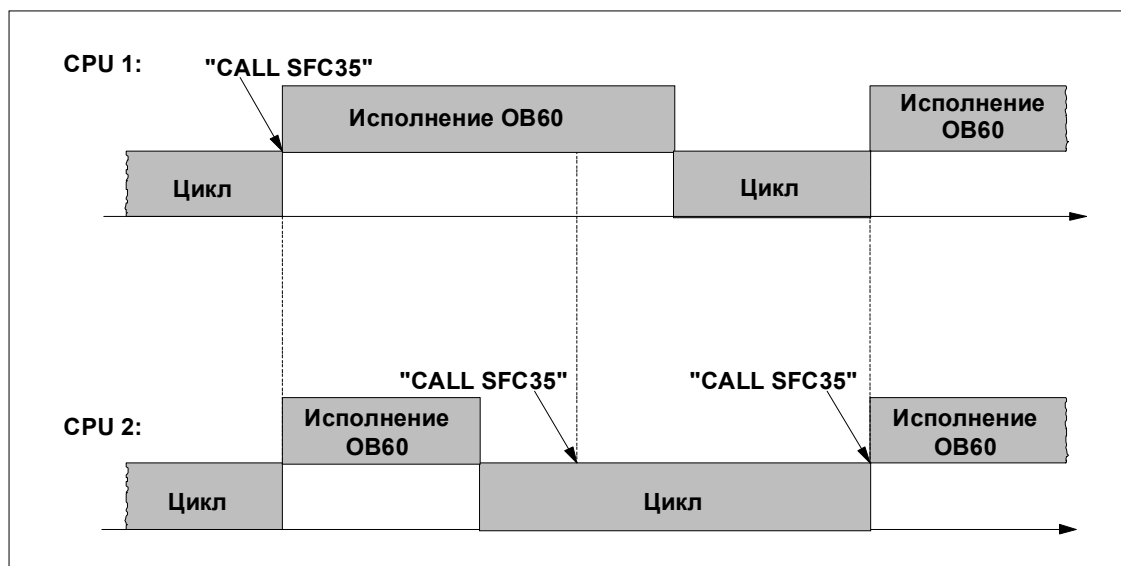 CPU 1:
"CALL SFC35"
Исполнение OB60
Исполнение
OB60
Цикл
Цикл
"CALL SFC35"
"CALL SFC35"
CPU 2:
Исполнение
OB60
Исполнение
OB60
Цикл
Цикл